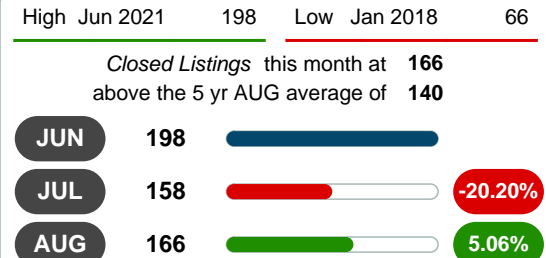 High Jun 2021 198 Low Jan 2018 66
Closed Listings this month at 166
above the 5 yr AUG average of 140
JUN 198
JUL 158 -20.20%
AUG 166 5.06%